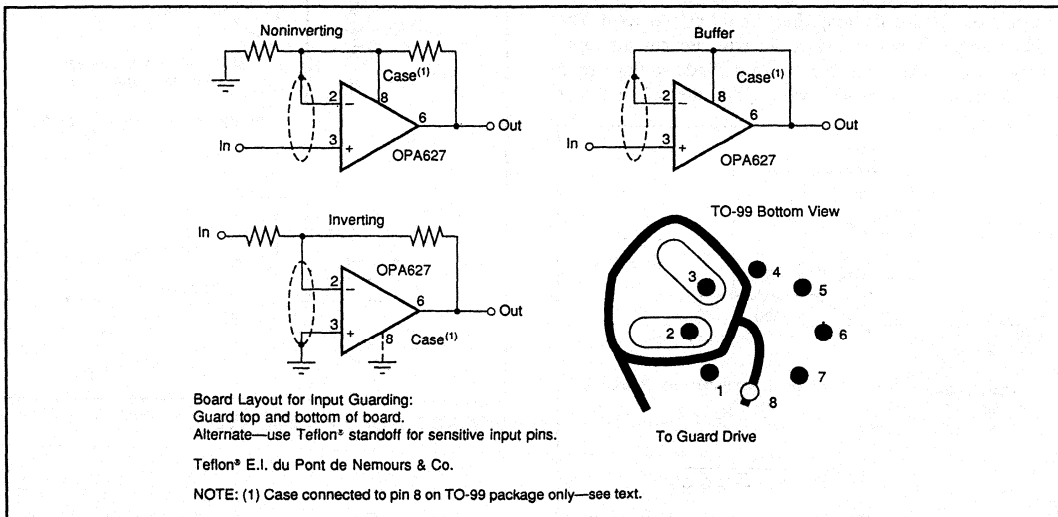 Noninverting
Case(1)
2
−
8
6
Out
In
3
+
OPA627
Buffer
Case(1)
2
−
8
6
Out
In
3
+
OPA627
Inverting
In
OPA627
2
−
6
Out
3
+
8
Case(1)
TO-99 Bottom View
3
4
5
2
6
1
7
8
To Guard Drive
Board Layout for Input Guarding:
Guard top and bottom of board.
Alternate—use Teflon® standoff for sensitive input pins.
Teflon® E.I. du Pont de Nemours & Co.
NOTE: (1) Case connected to pin 8 on TO-99 package only—see text.